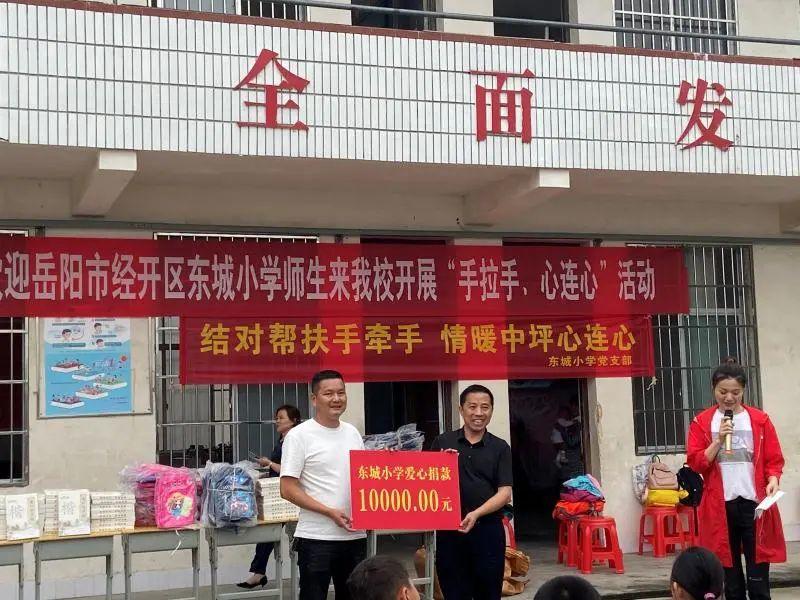 全面发
迎岳阳市经开区东城小学师生来我校开展“手拉手、心连心”活动
结对帮扶手牵手 情暖中坪心连心
东城小学党支部
东城小学爱心捐款
10000.00元
楷
楷